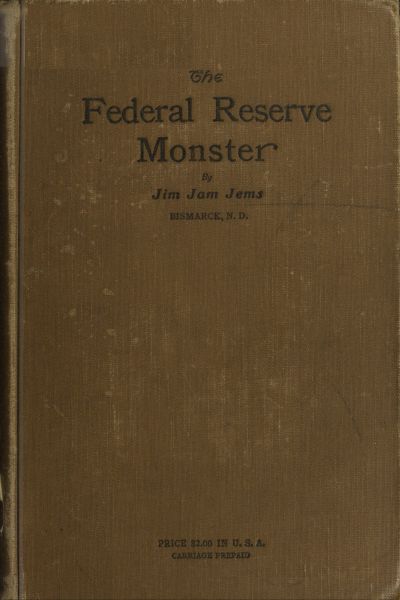 The
Federal Reserve
Monster
By
Jim Jam Jems
BISMARCK, N. D.
PRICE $2.00 IN U. S. A.
CARRIAGE PREPAID